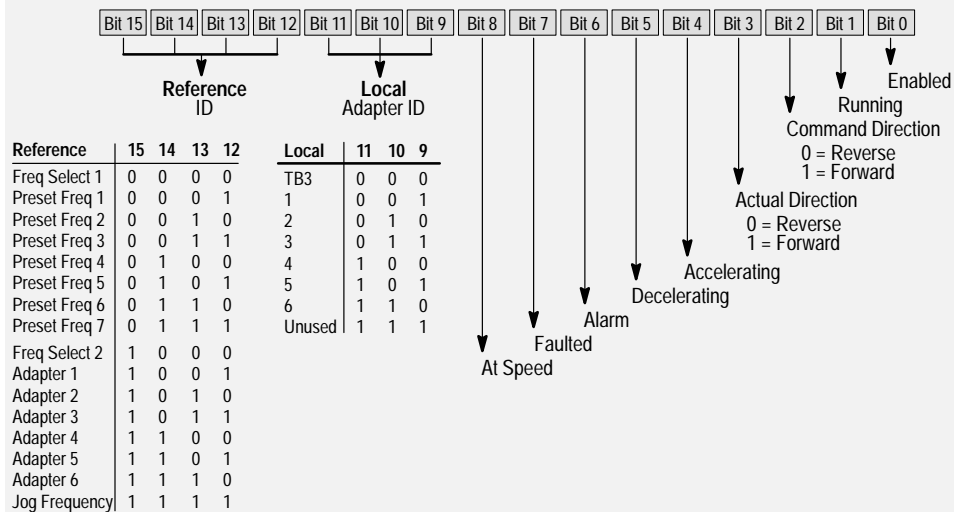 Bit 15 Bit 14 Bit 13 Bit 12 Bit 11 Bit 10 Bit 9 Bit 8 Bit 7 Bit 6 Bit 5 Bit 4 Bit 3 Bit 2 Bit 1 Bit 0
Reference
ID
Local
Adapter ID
Enabled
Running
Command Direction
0 = Reverse
1 = Forward
Actual Direction
0 = Reverse
1 = Forward
Accelerating
Decelerating
Alarm
Faulted
At Speed
Reference 15 14 13 12
Freq Select 1 0 0 0 0
Preset Freq 1 0 0 0 1
Preset Freq 2 0 0 1 0
Preset Freq 3 0 0 1 1
Preset Freq 4 0 1 0 0
Preset Freq 5 0 1 0 1
Preset Freq 6 0 1 1 0
Preset Freq 7 0 1 1 1
Freq Select 2 1 0 0 0
Adapter 1 1 0 0 1
Adapter 2 1 0 1 0
Adapter 3 1 0 1 1
Adapter 4 1 1 0 0
Adapter 5 1 1 0 1
Adapter 6 1 1 1 0
Jog Frequency 1 1 1 1
Local 11 10 9
TB3 0 0 0
1 0 0 1
2 0 1 0
3 0 1 1
4 1 0 0
5 1 0 1
6 1 1 0
Unused 1 1 1